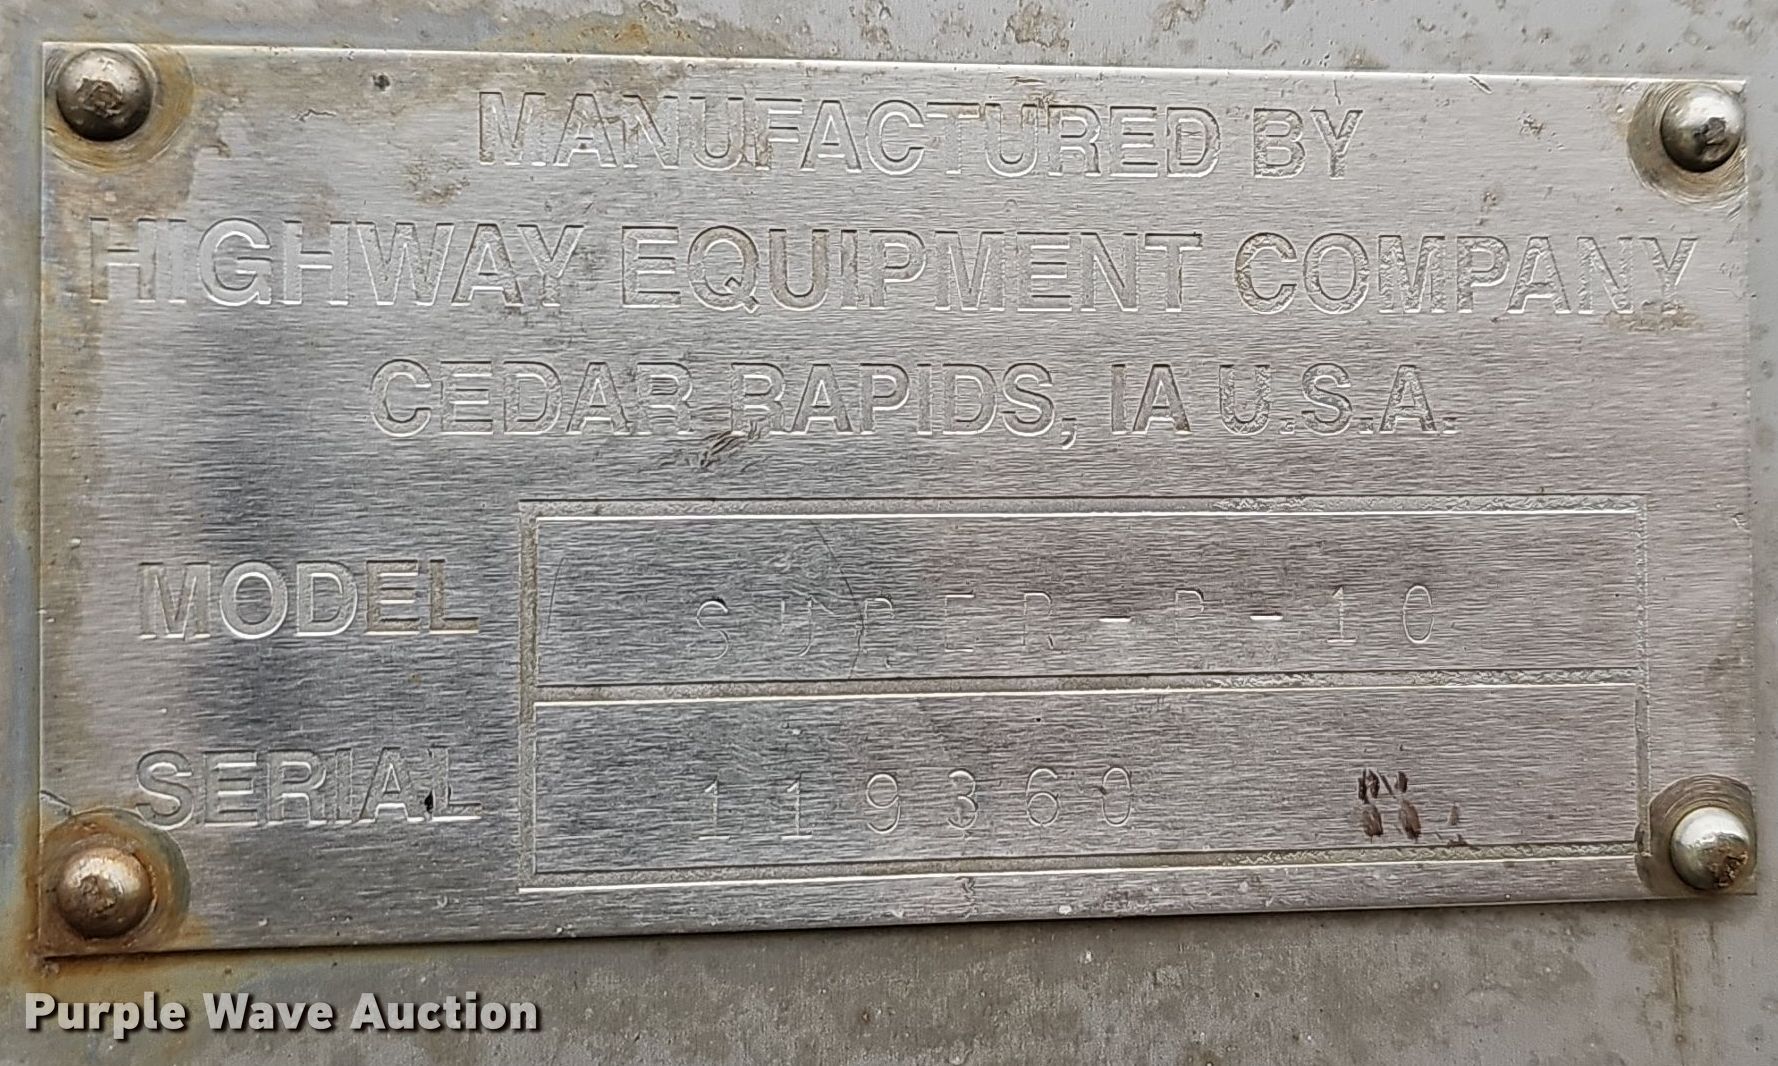 MANUFACTURED BY
HIGHWAY EQUIPMENT COMPANY
CEDAR RAPIDS, IA U.S.A.
MODEL SUPER-P-10
SERIAL 119360
Purple Wave Auction